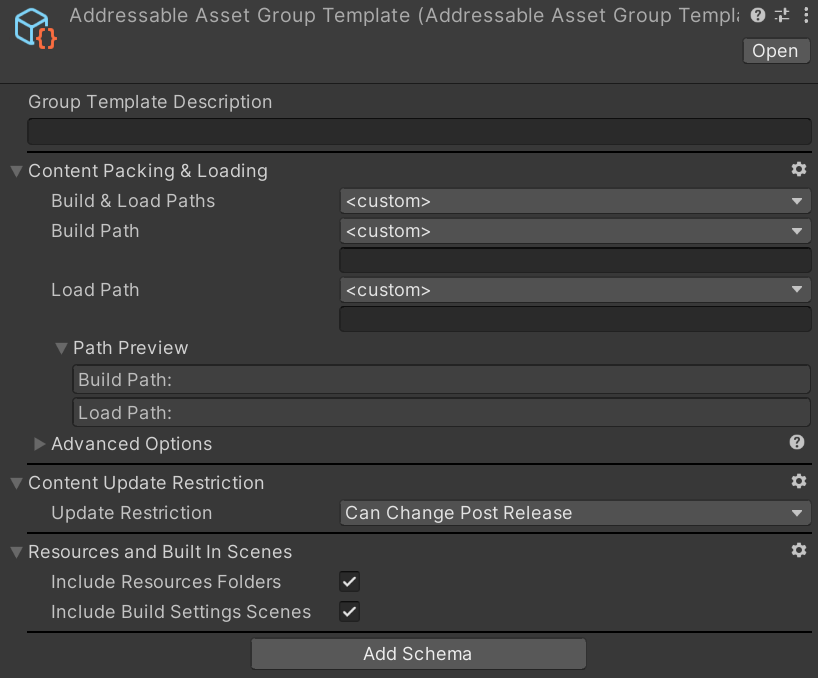 Addressable Asset Group Template (Addressable Asset Group Templa
Open
Group Template Description
Content Packing & Loading
Build & Load Paths <custom>
Build Path <custom>
Load Path <custom>
Path Preview
Build Path:
Load Path:
Advanced Options
Content Update Restriction
Update Restriction Can Change Post Release
Resources and Built In Scenes
Include Resources Folders
Include Build Settings Scenes
Add Schema